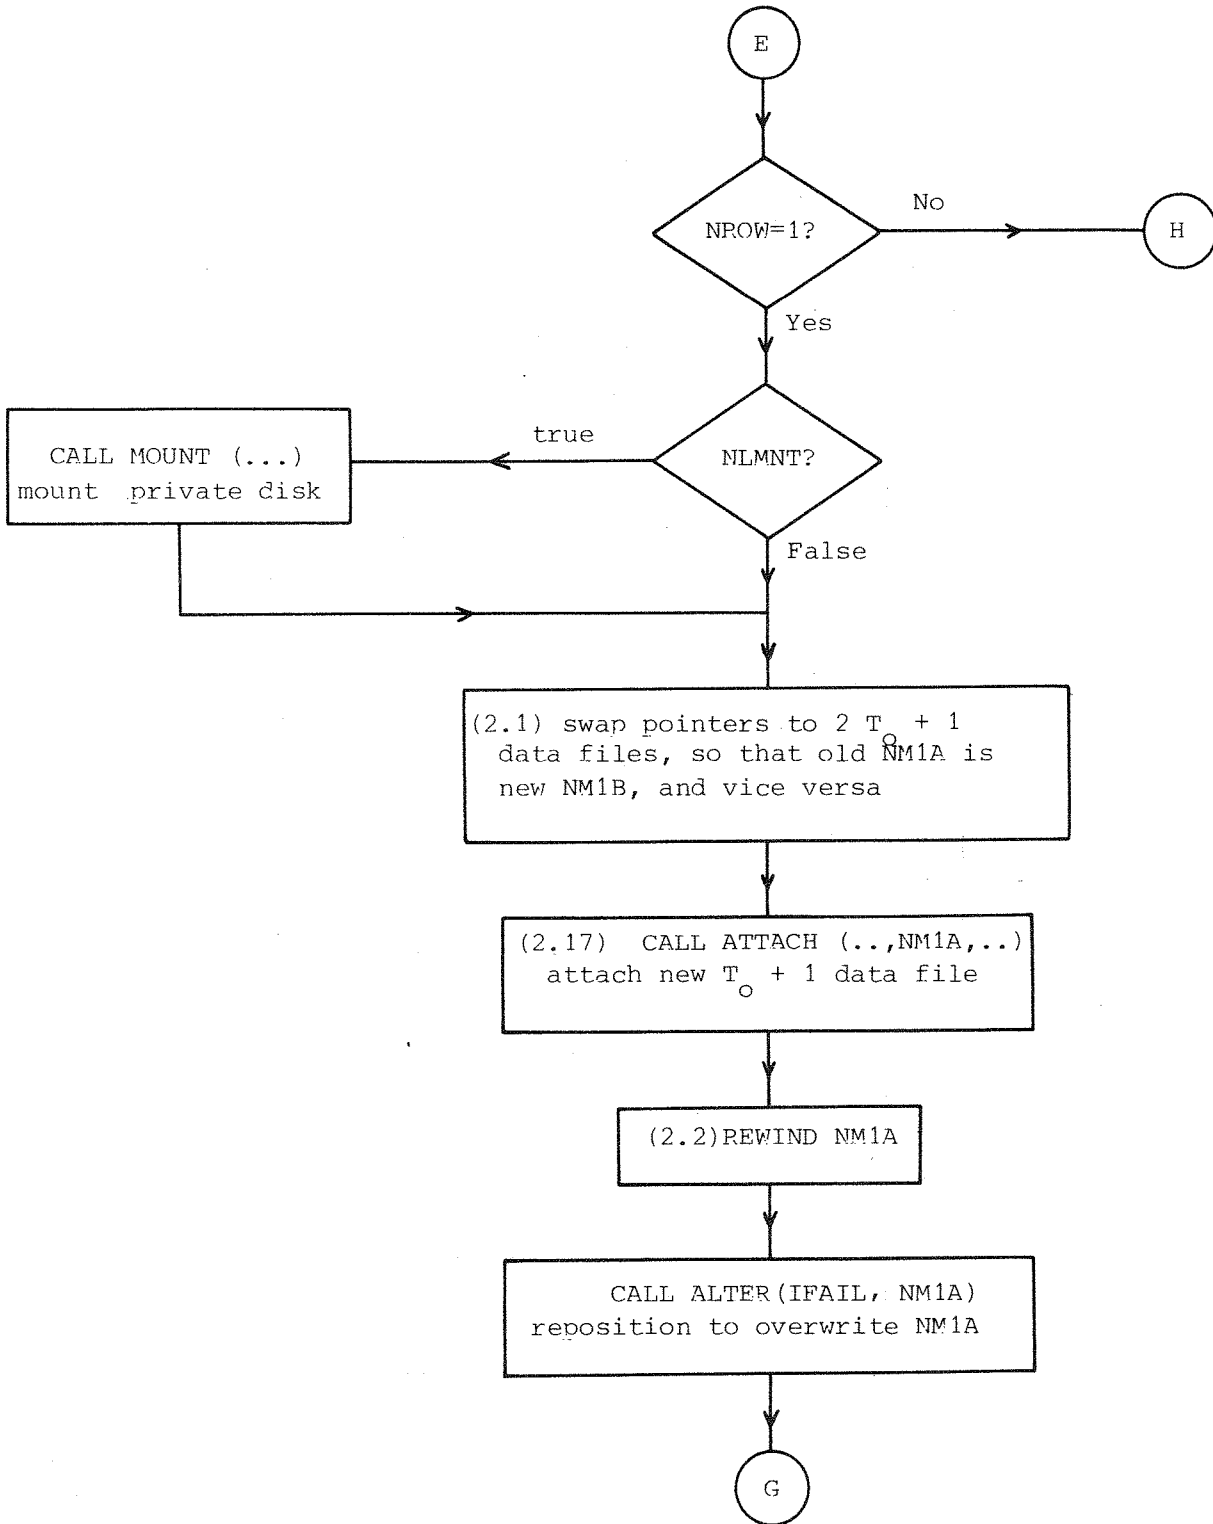 E
NROW=1?
No
H
Yes
NLMNT?
true
CALL MOUNT (...)
mount private disk
False
(2.1) swap pointers to 2 To + 1
data files, so that old NM1A is
new NM1B, and vice versa
(2.17) CALL ATTACH (..,NM1A,..)
attach new To + 1 data file
(2.2)REWIND NM1A
CALL ALTER(IFAIL, NM1A)
reposition to overwrite NM1A
G